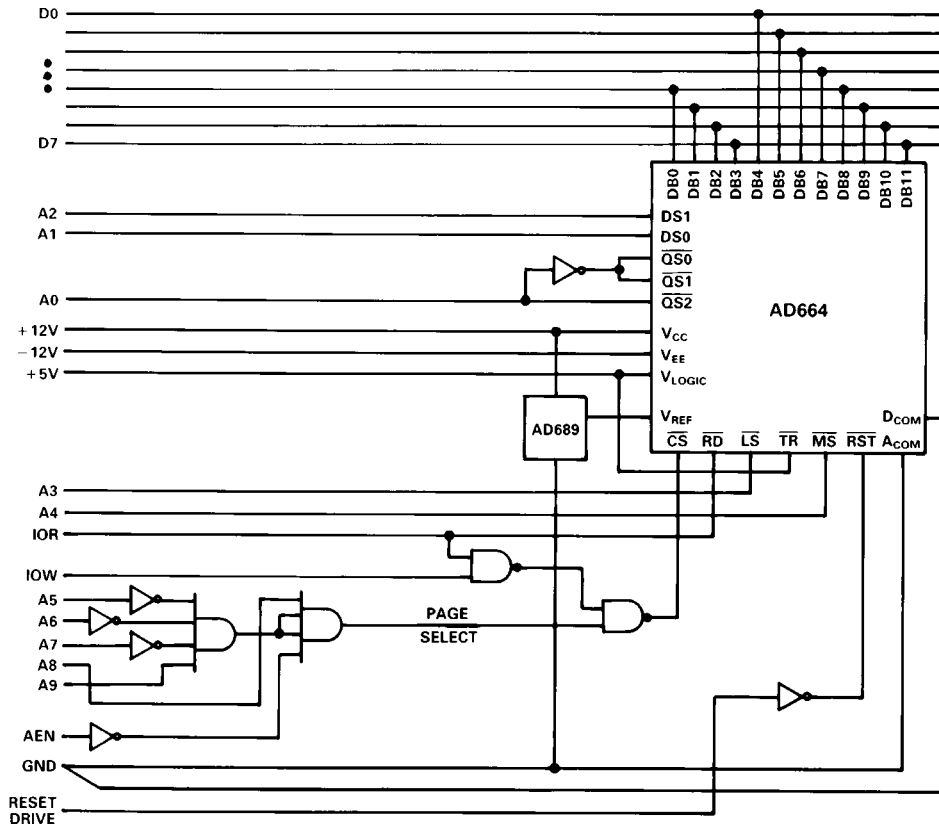 D0
D7
DB0 DB1 DB2 DB3 DB4 DB5 DB6 DB7 DB8 DB9 DB10 DB11
A2 DS1
A1 DS0
QS0
QS1
A0 QS2
AD664
+12V VCC
−12V VEE
+5V VLOGIC
AD689 VREF DCOM
CS RD LS TR MS RST ACOM
A3
A4
IOR
IOW
A5
A6
PAGE
SELECT
A7
A8
A9
AEN
GND
RESET
DRIVE